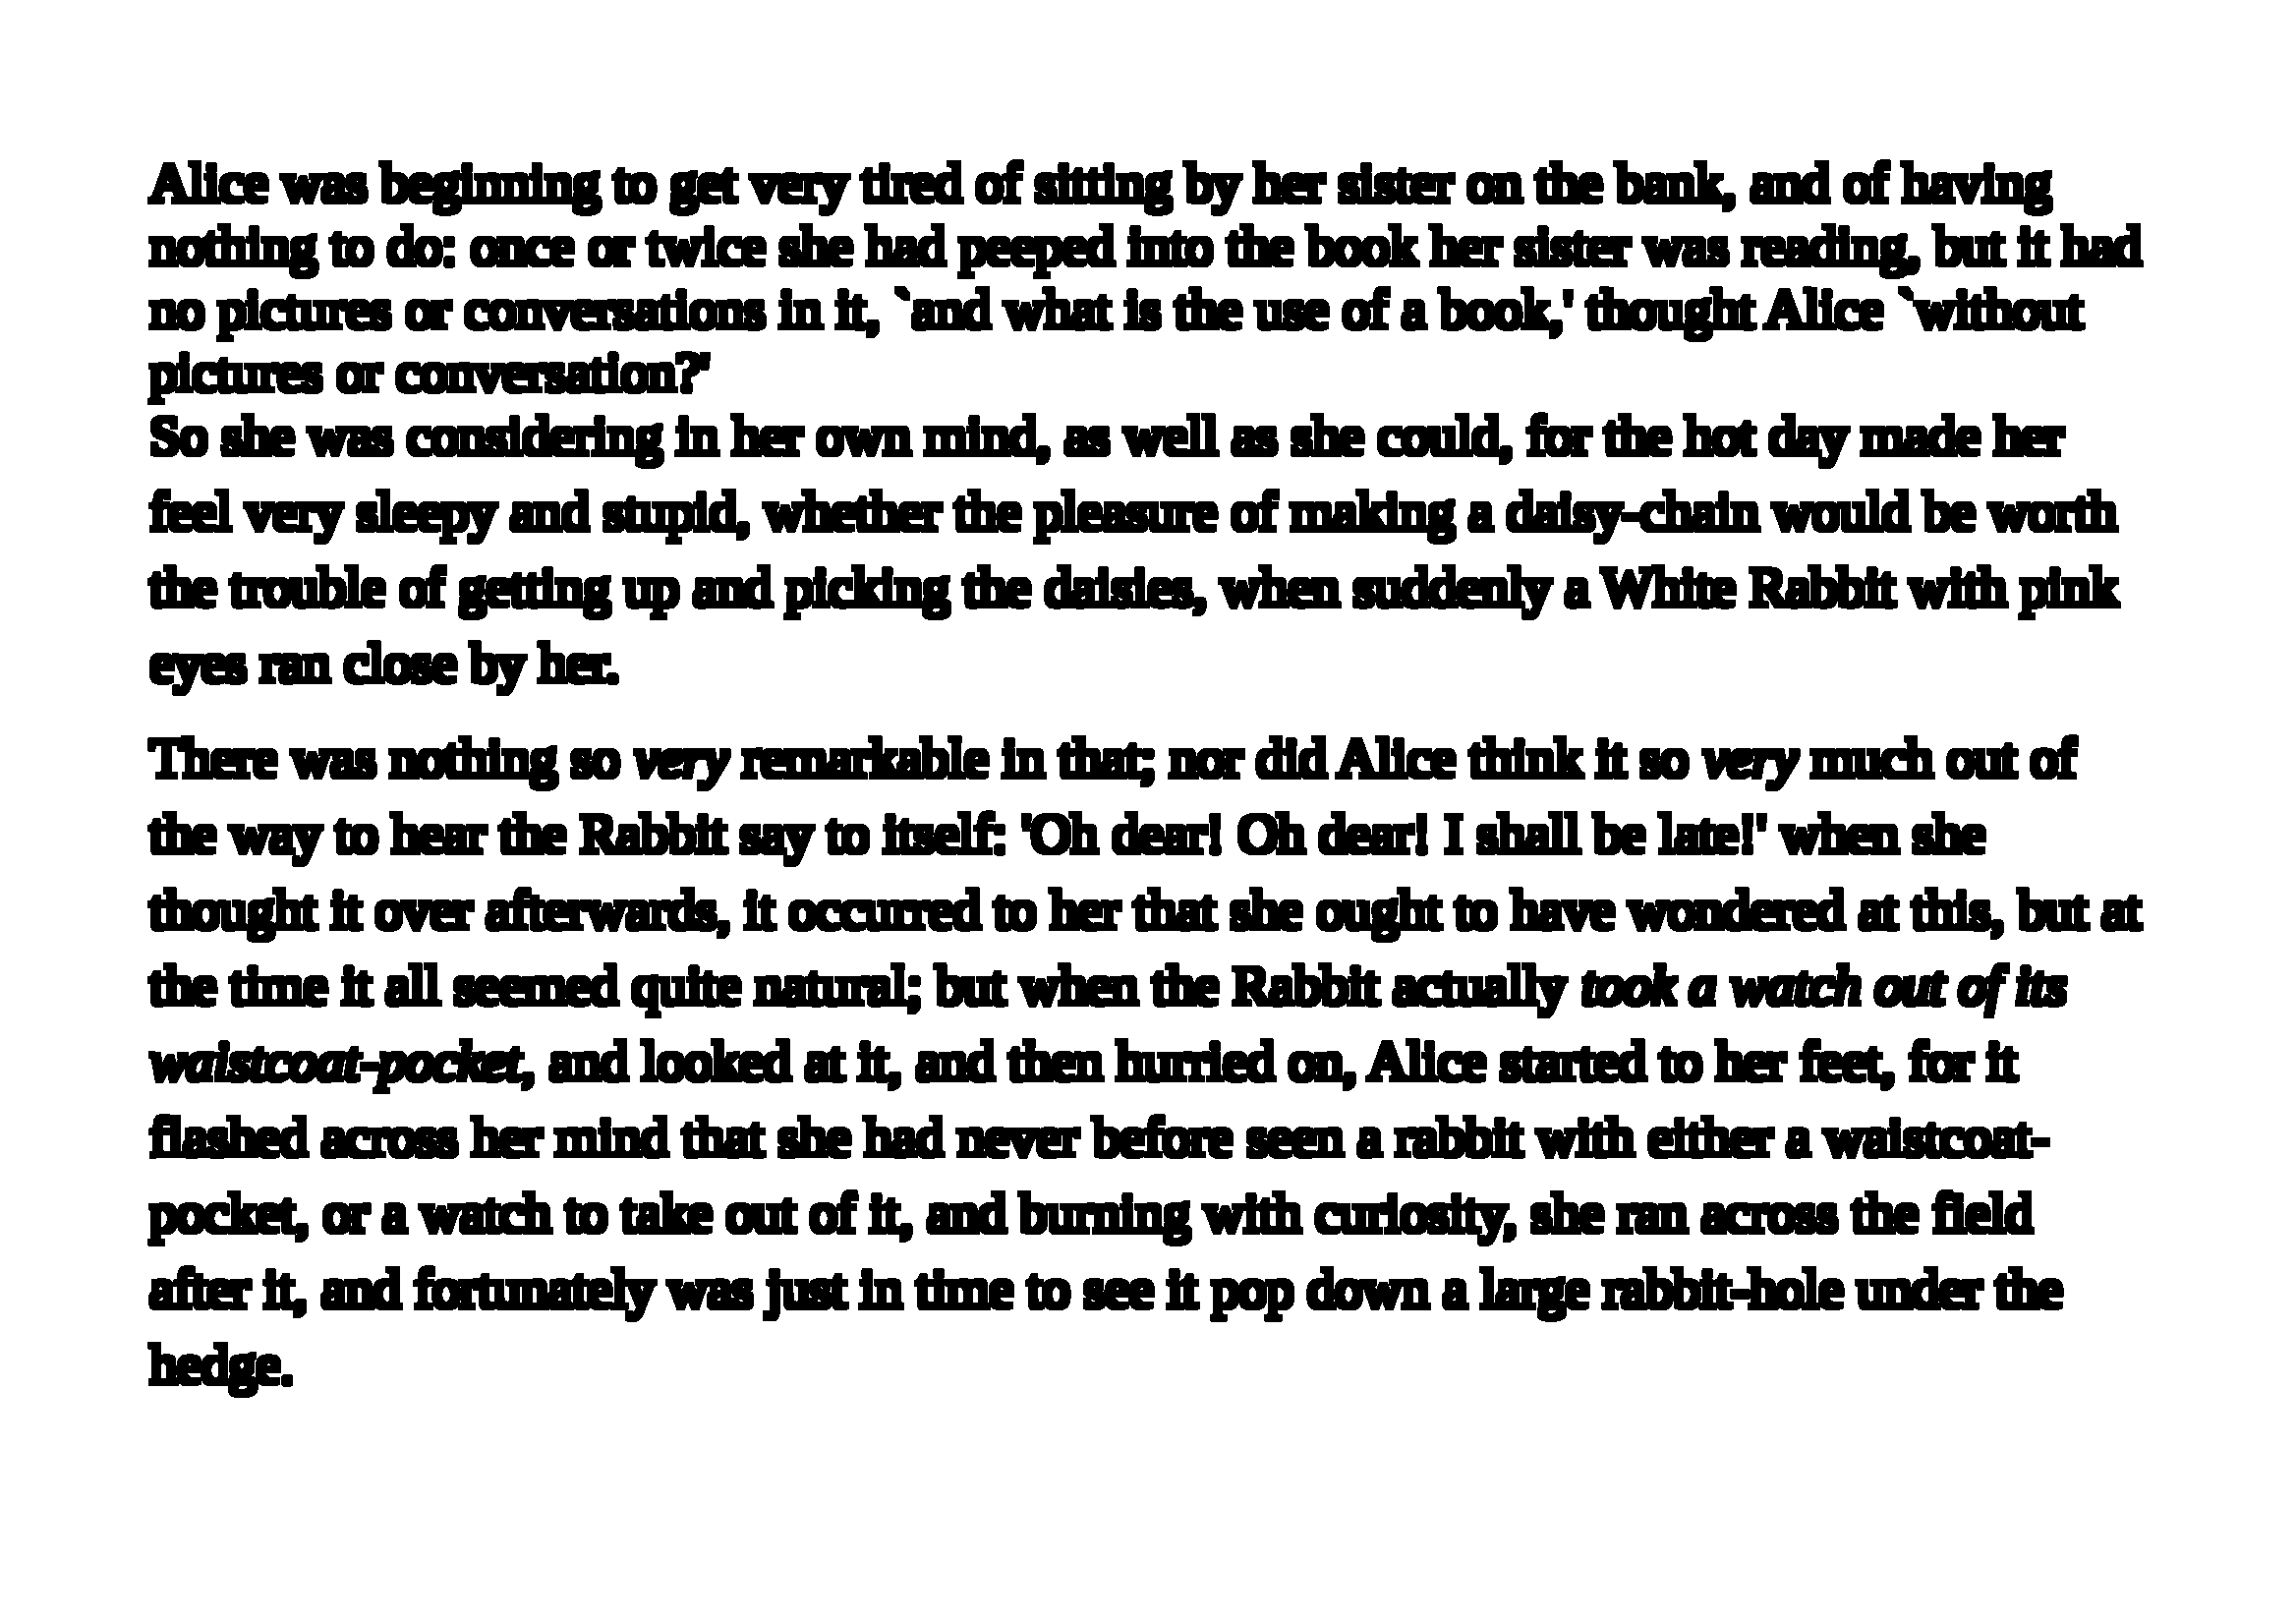 Alice was beginning to get very tired of sitting by her sister on the bank, and of having
nothing to do: once or twice she had peeped into the book her sister was reading, but it had
no pictures or conversations in it, `and what is the use of a book,' thought Alice `without
pictures or conversation?'
So she was considering in her own mind, as well as she could, for the hot day made her
feel very sleepy and stupid, whether the pleasure of making a daisy-chain would be worth
the trouble of getting up and picking the daisies, when suddenly a White Rabbit with pink
eyes ran close by her.
There was nothing so very remarkable in that; nor did Alice think it so very much out of
the way to hear the Rabbit say to itself: 'Oh dear! Oh dear! I shall be late!' when she
thought it over afterwards, it occurred to her that she ought to have wondered at this, but at
the time it all seemed quite natural; but when the Rabbit actually took a watch out of its
waistcoat-pocket, and looked at it, and then hurried on, Alice started to her feet, for it
flashed across her mind that she had never before seen a rabbit with either a waistcoat-
pocket, or a watch to take out of it, and burning with curiosity, she ran across the field
after it, and fortunately was just in time to see it pop down a large rabbit-hole under the
hedge.